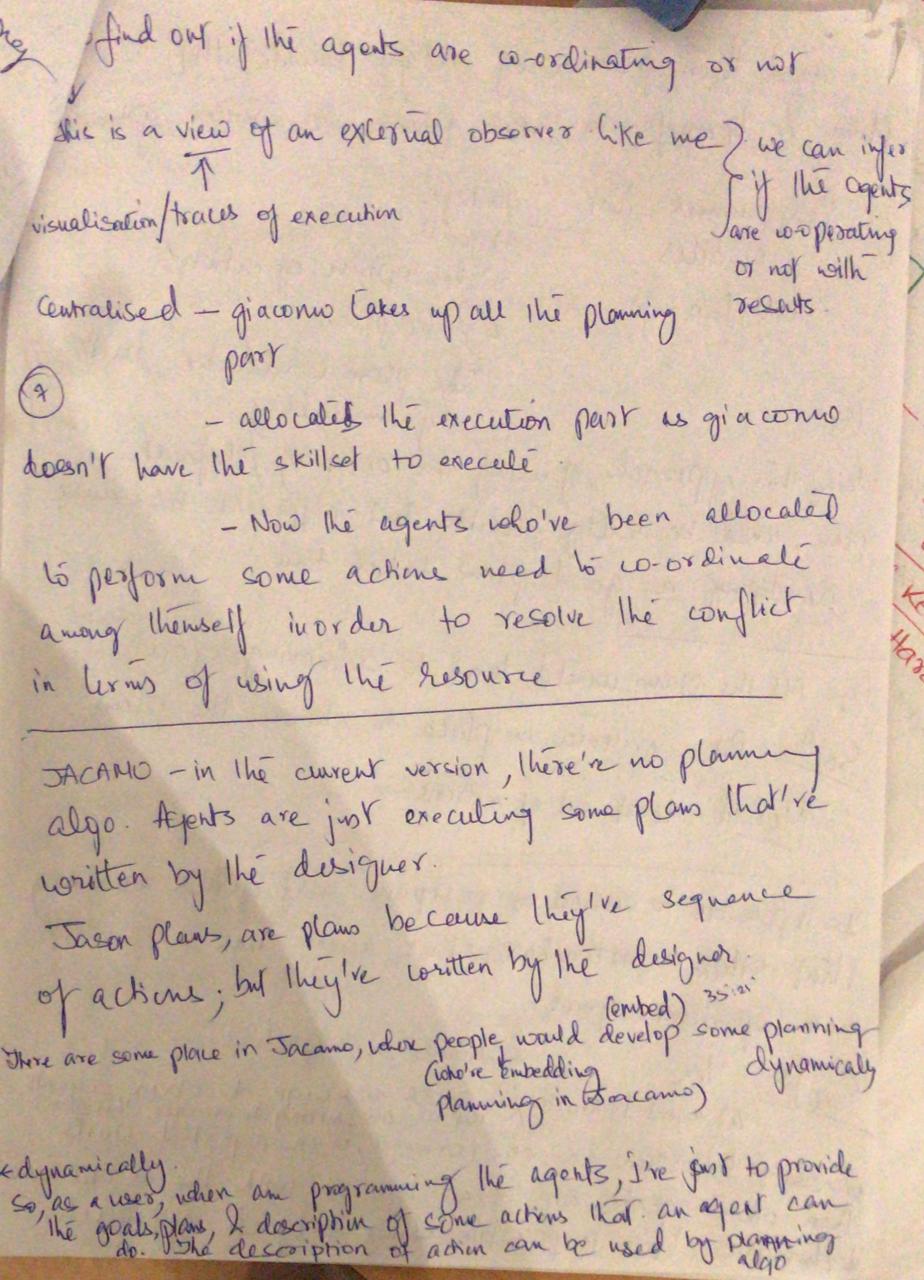 find out if the agents are co-ordinating or not
this is a view of an external observer like me } we can infer
if the agents
are co-operating
or not with
results.
visualisation/traces of execution
Centralised - giacomo takes up all the planning
part
7
- allocated the execution part as giacomo
doesn't have the skillset to execute.
- Now the agents who've been allocated
to perform some actions need to co-ordinate
among themself inorder to resolve the conflict
in terms of using the resource
JACAMO - in the current version, there're no planning
algo. Agents are just executing some plans that're
written by the designer.
Jason plans, are plans because they've sequence
of actions; but they're written by the designer.
(embed) 35:21
There are some place in Jacamo, where people would develop some planning
(who're embedding dynamically
planning in Jacamo)
← dynamically.
So, as a user, when am programming the agents, I've just to provide
the goals, plans, & description of some actions that an agent can
do. The description of action can be used by planning
algo